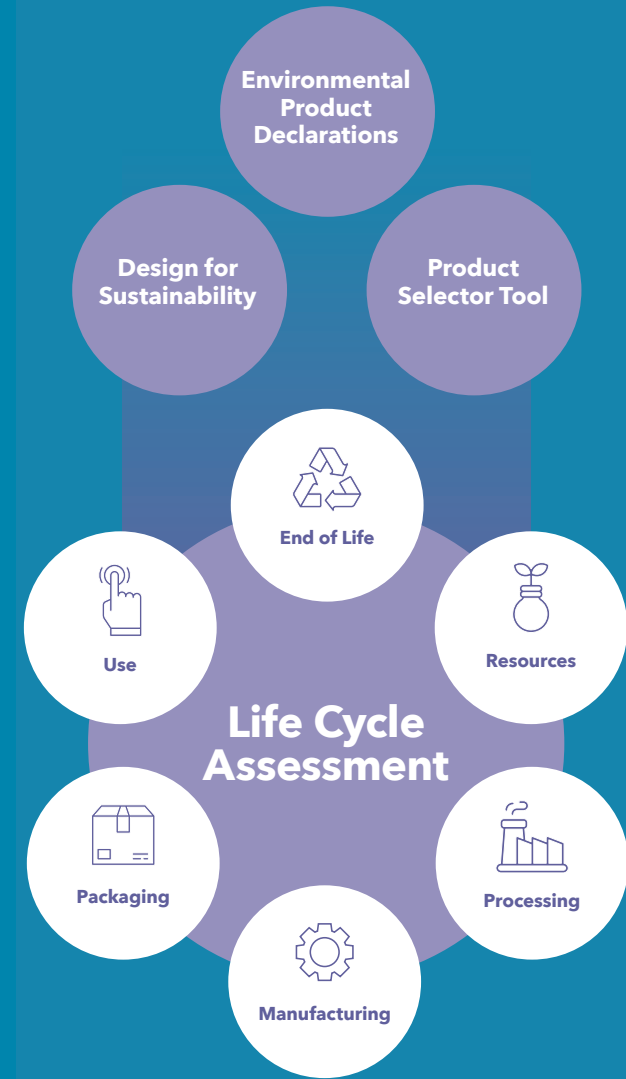 Environmental
Product
Declarations
Design for
Sustainability
Product
Selector Tool
End of Life
Use
Resources
Life Cycle
Assessment
Packaging
Processing
Manufacturing